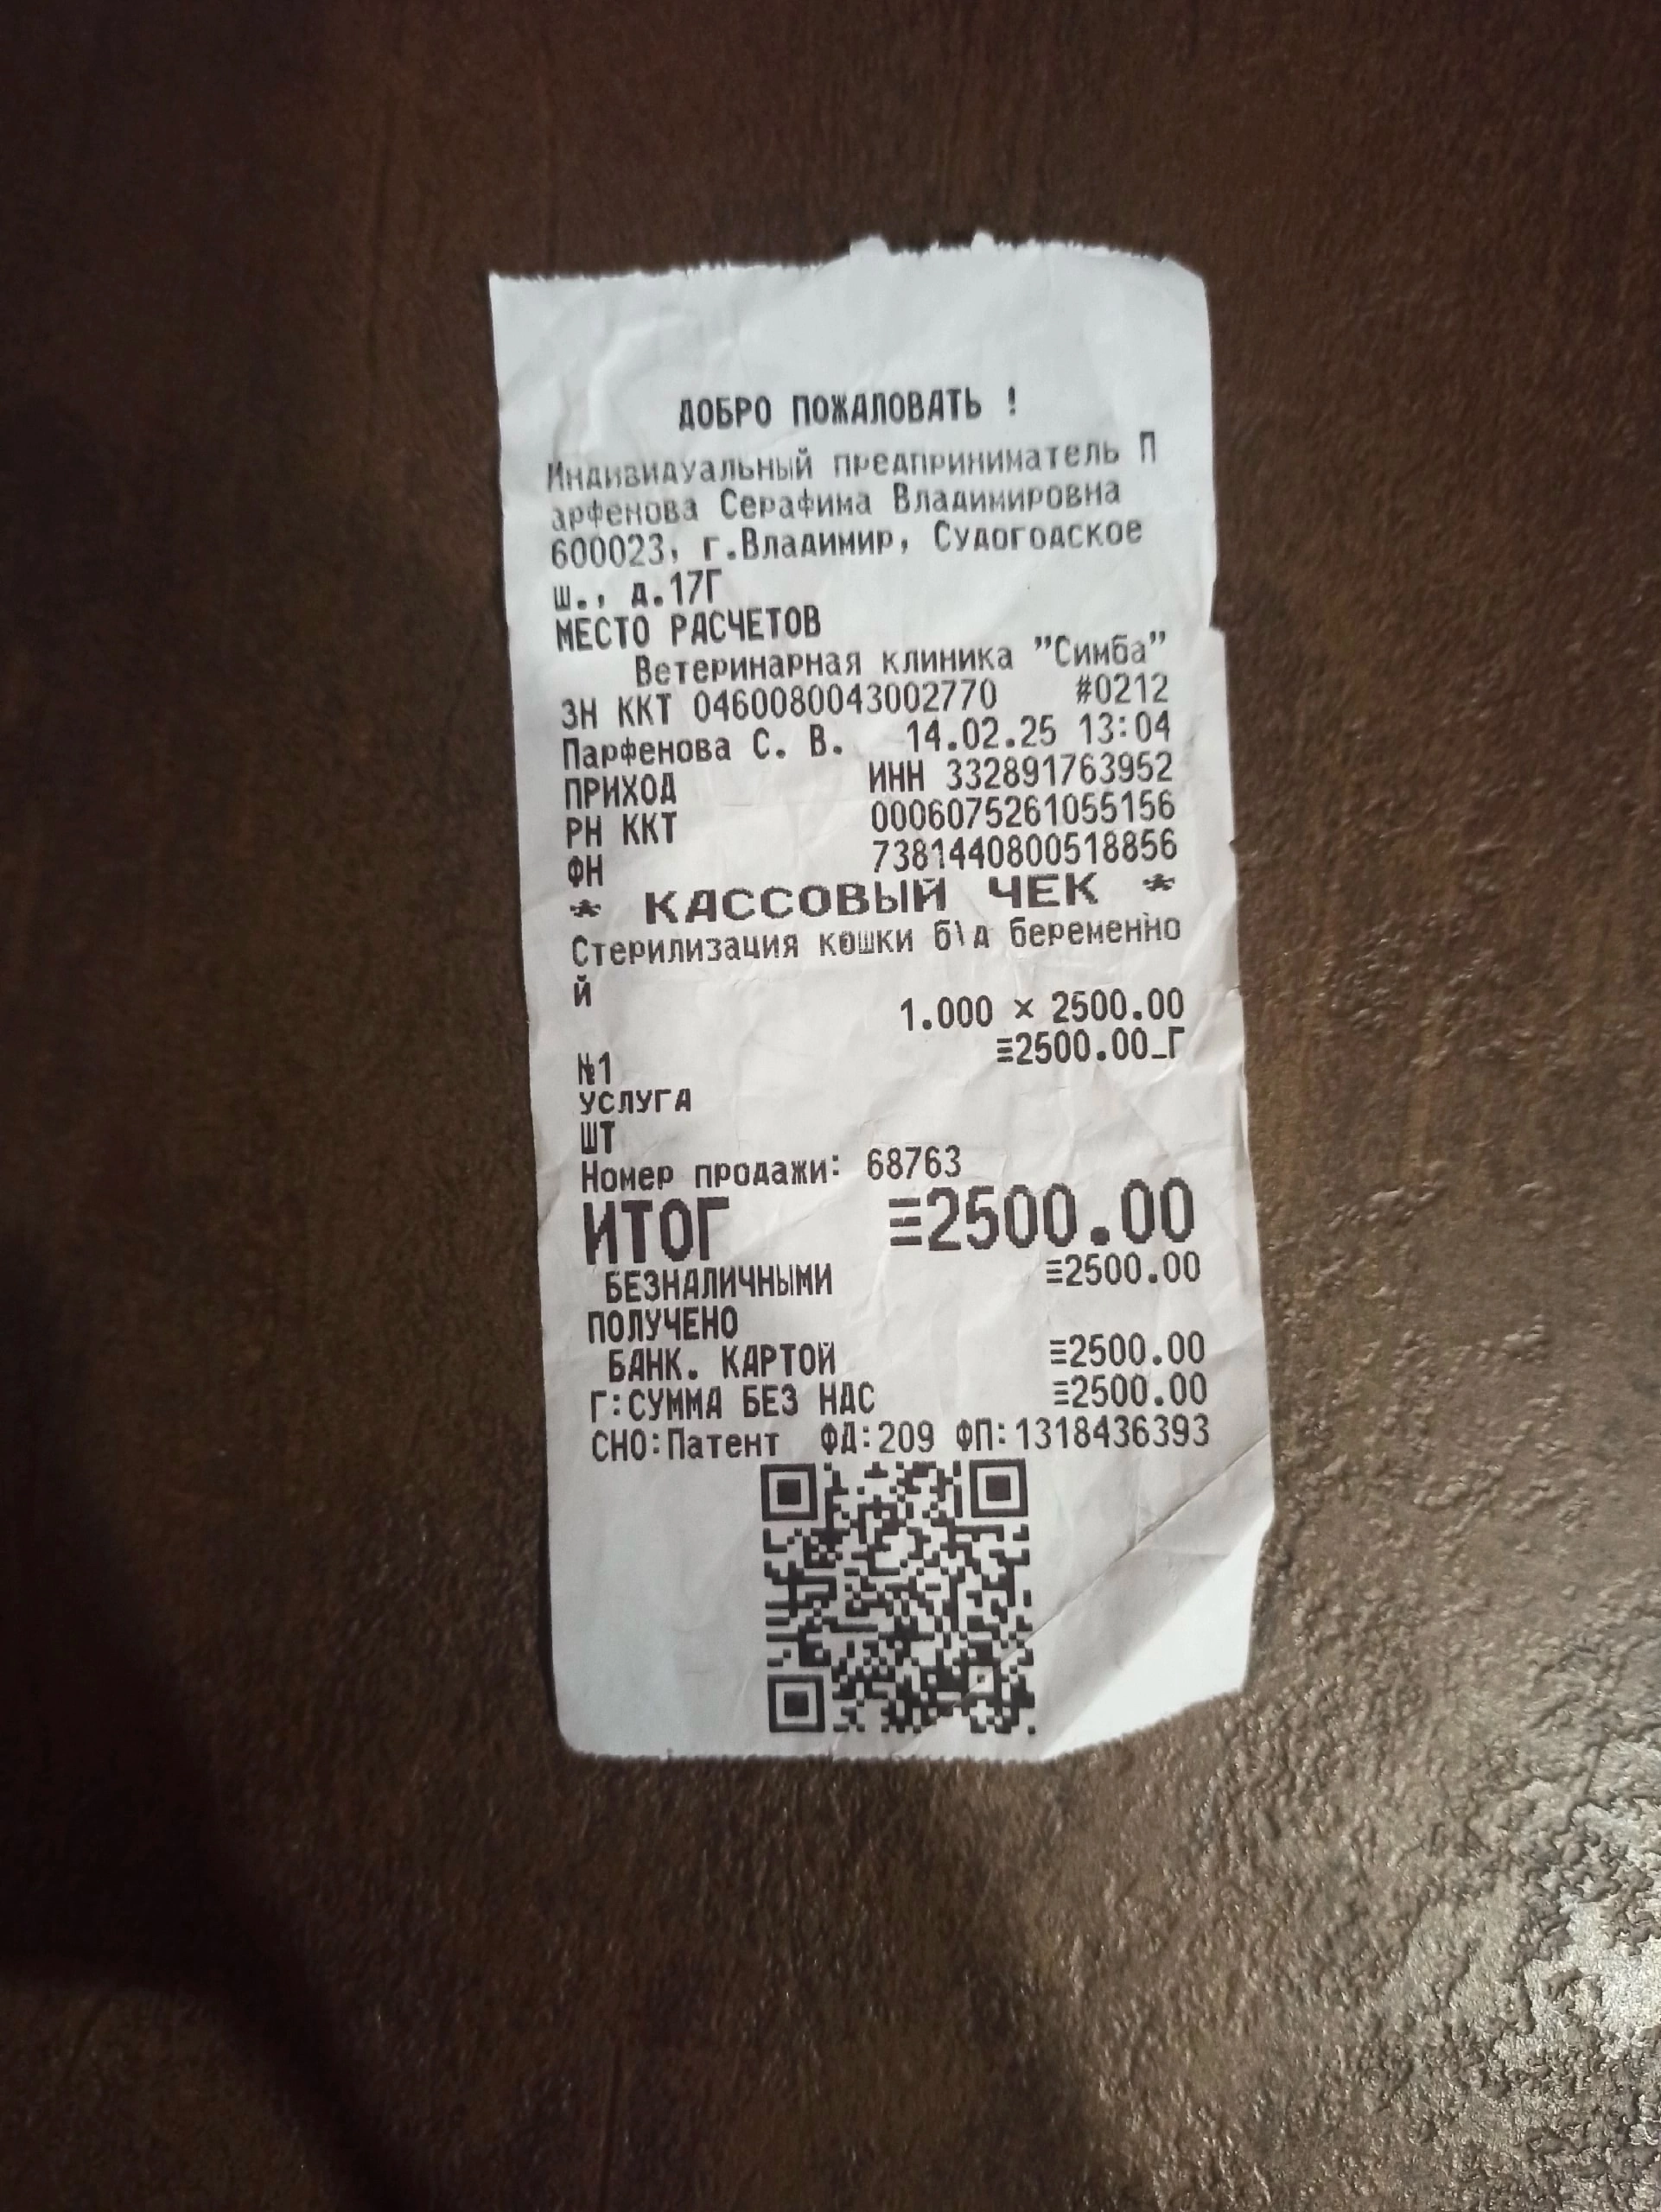 ДОБРО ПОЖАЛОВАТЬ !
Индивидуальный предприниматель П
арфенова Серафима Владимировна
600023, г.Владимир, Судогодское
ш., д.17Г
МЕСТО РАСЧЕТОВ
Ветеринарная клиника "Симба"
ЗН ККТ 0460080043002770 #0212
Парфенова С. В. 14.02.25 13:04
ПРИХОД ИНН 332891763952
РН ККТ 0006075261055156
ФН 7381440800518856
* КАССОВЫЙ ЧЕК *
Стерилизация кошки б\д беременно
й
1.000 × 2500.00
№1 ≡2500.00_Г
УСЛУГА
ШТ
Номер продажи: 68763
ИТОГ ≡2500.00
БЕЗНАЛИЧНЫМИ ≡2500.00
ПОЛУЧЕНО
БАНК. КАРТОЙ ≡2500.00
Г:СУММА БЕЗ НДС ≡2500.00
СНО:Патент ФД:209 ФП:1318436393